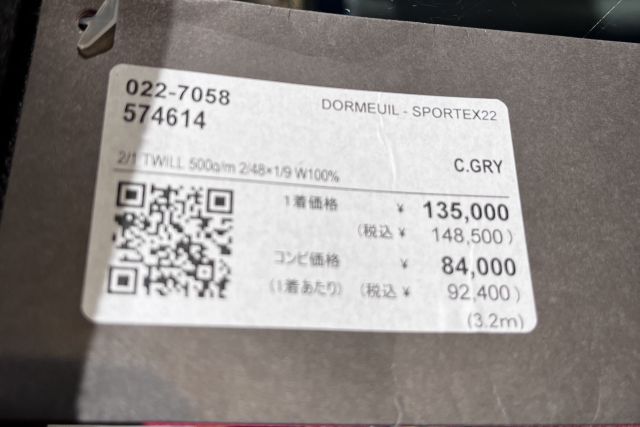 022-7058
574614
DORMEUIL - SPORTEX22
2/1 TWILL 500g/m 2/48×1/9 W100%
C.GRY
1着価格 ¥ 135,000
(税込 ¥ 148,500 )
コンビ価格 ¥ 84,000
(1着あたり) (税込 ¥ 92,400 )
(3.2m)